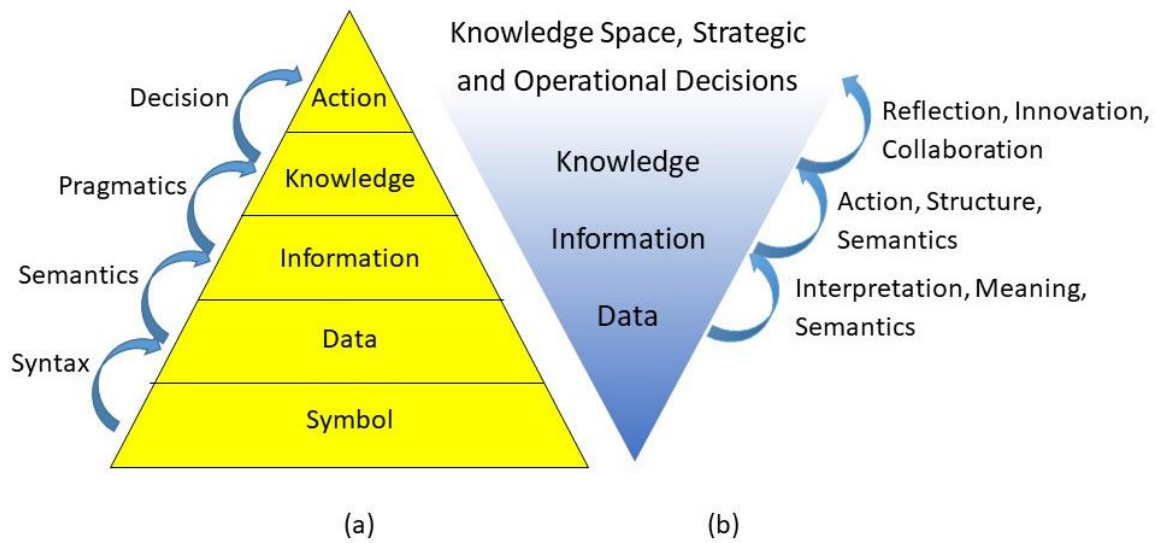 Decision
Action
Pragmatics
Knowledge
Semantics
Information
Syntax
Data
Symbol
(a)
Knowledge Space, Strategic
and Operational Decisions
Knowledge
Information
Data
Reflection, Innovation,
Collaboration
Action, Structure,
Semantics
Interpretation, Meaning,
Semantics
(b)